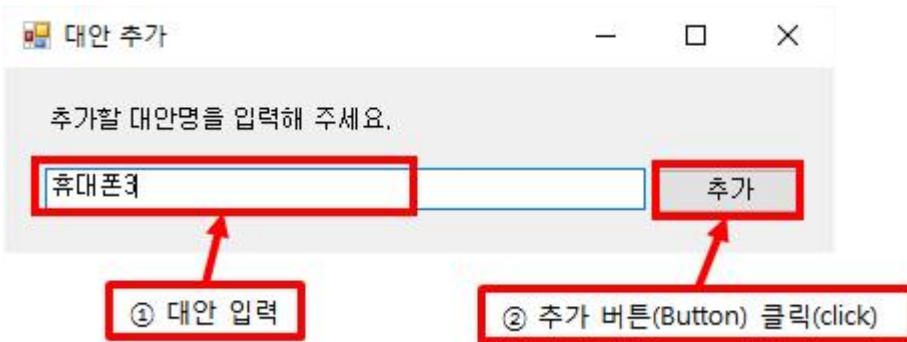 대안 추가
추가할 대안명을 입력해 주세요.
휴대폰3
추가
① 대안 입력
② 추가 버튼(Button) 클릭(click)